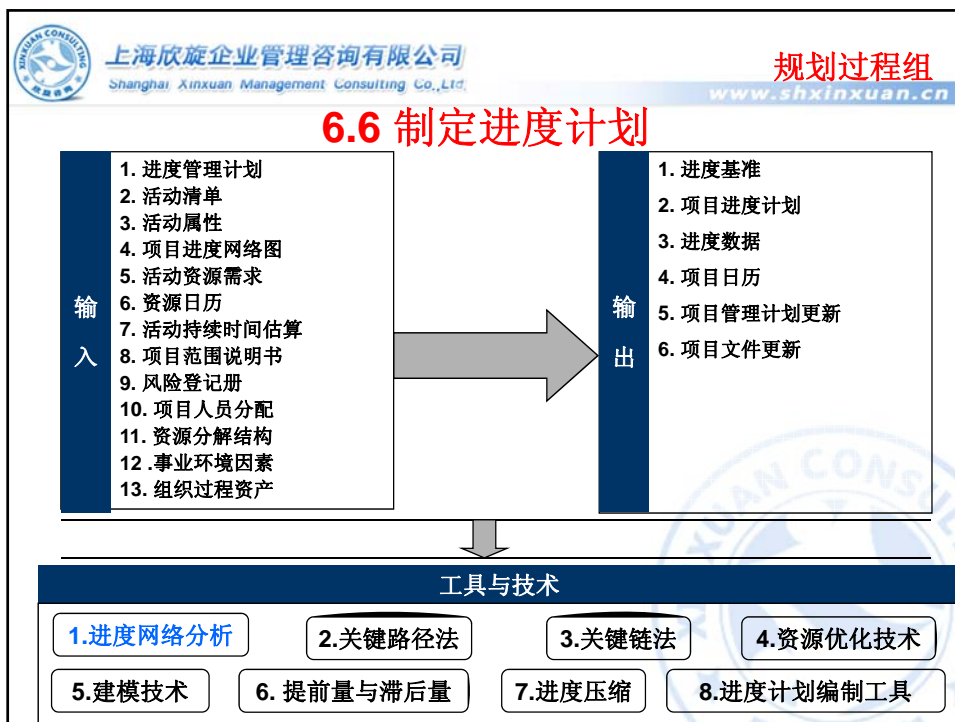 上海欣旋企业管理咨询有限公司
Shanghai Xinxuan Management Consulting Co.,Ltd.
XINXUAN CONSULTING
欣旋咨询
规划过程组
www.shxinxuan.cn
6.6 制定进度计划
输入
1. 进度管理计划
2. 活动清单
3. 活动属性
4. 项目进度网络图
5. 活动资源需求
6. 资源日历
7. 活动持续时间估算
8. 项目范围说明书
9. 风险登记册
10. 项目人员分配
11. 资源分解结构
12 .事业环境因素
13. 组织过程资产
输出
1. 进度基准
2. 项目进度计划
3. 进度数据
4. 项目日历
5. 项目管理计划更新
6. 项目文件更新
工具与技术
1.进度网络分析
2.关键路径法
3.关键链法
4.资源优化技术
5.建模技术
6. 提前量与滞后量
7.进度压缩
8.进度计划编制工具
XINXUAN CONSU